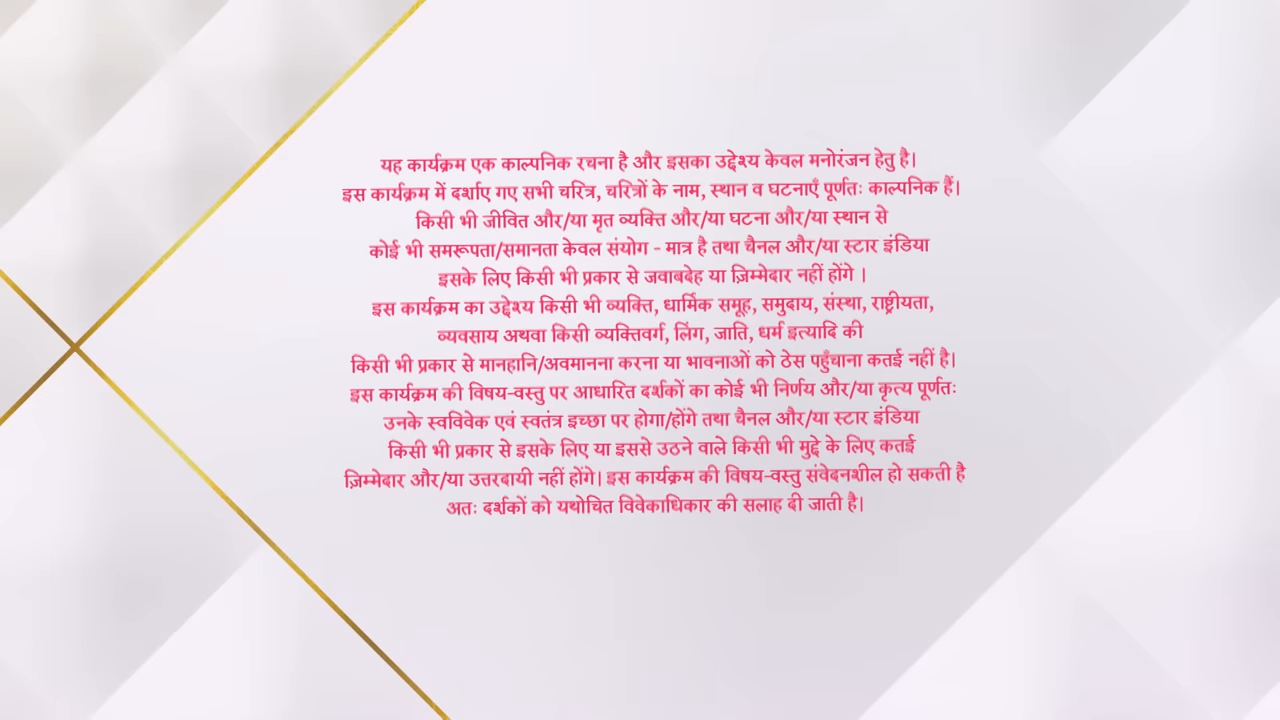 यह कार्यक्रम एक काल्पनिक रचना है और इसका उद्देश्य केवल मनोरंजन हेतु है।
इस कार्यक्रम में दर्शाए गए सभी चरित्र, चरित्रों के नाम, स्थान व घटनाएँ पूर्णतः काल्पनिक हैं।
किसी भी जीवित और/या मृत व्यक्ति और/या घटना और/या स्थान से
कोई भी समरूपता/समानता केवल संयोग - मात्र है तथा चैनल और/या स्टार इंडिया
इसके लिए किसी भी प्रकार से जवाबदेह या ज़िम्मेदार नहीं होंगे ।
इस कार्यक्रम का उद्देश्य किसी भी व्यक्ति, धार्मिक समूह, समुदाय, संस्था, राष्ट्रीयता,
व्यवसाय अथवा किसी व्यक्तिवर्ग, लिंग, जाति, धर्म इत्यादि की
किसी भी प्रकार से मानहानि/अवमानना करना या भावनाओं को ठेस पहुँचाना कतई नहीं है।
इस कार्यक्रम की विषय-वस्तु पर आधारित दर्शकों का कोई भी निर्णय और/या कृत्य पूर्णतः
उनके स्वविवेक एवं स्वतंत्र इच्छा पर होगा/होंगे तथा चैनल और/या स्टार इंडिया
किसी भी प्रकार से इसके लिए या इससे उठने वाले किसी भी मुद्दे के लिए कतई
ज़िम्मेदार और/या उत्तरदायी नहीं होंगे। इस कार्यक्रम की विषय-वस्तु संवेदनशील हो सकती है
अतः दर्शकों को यथोचित विवेकाधिकार की सलाह दी जाती है।